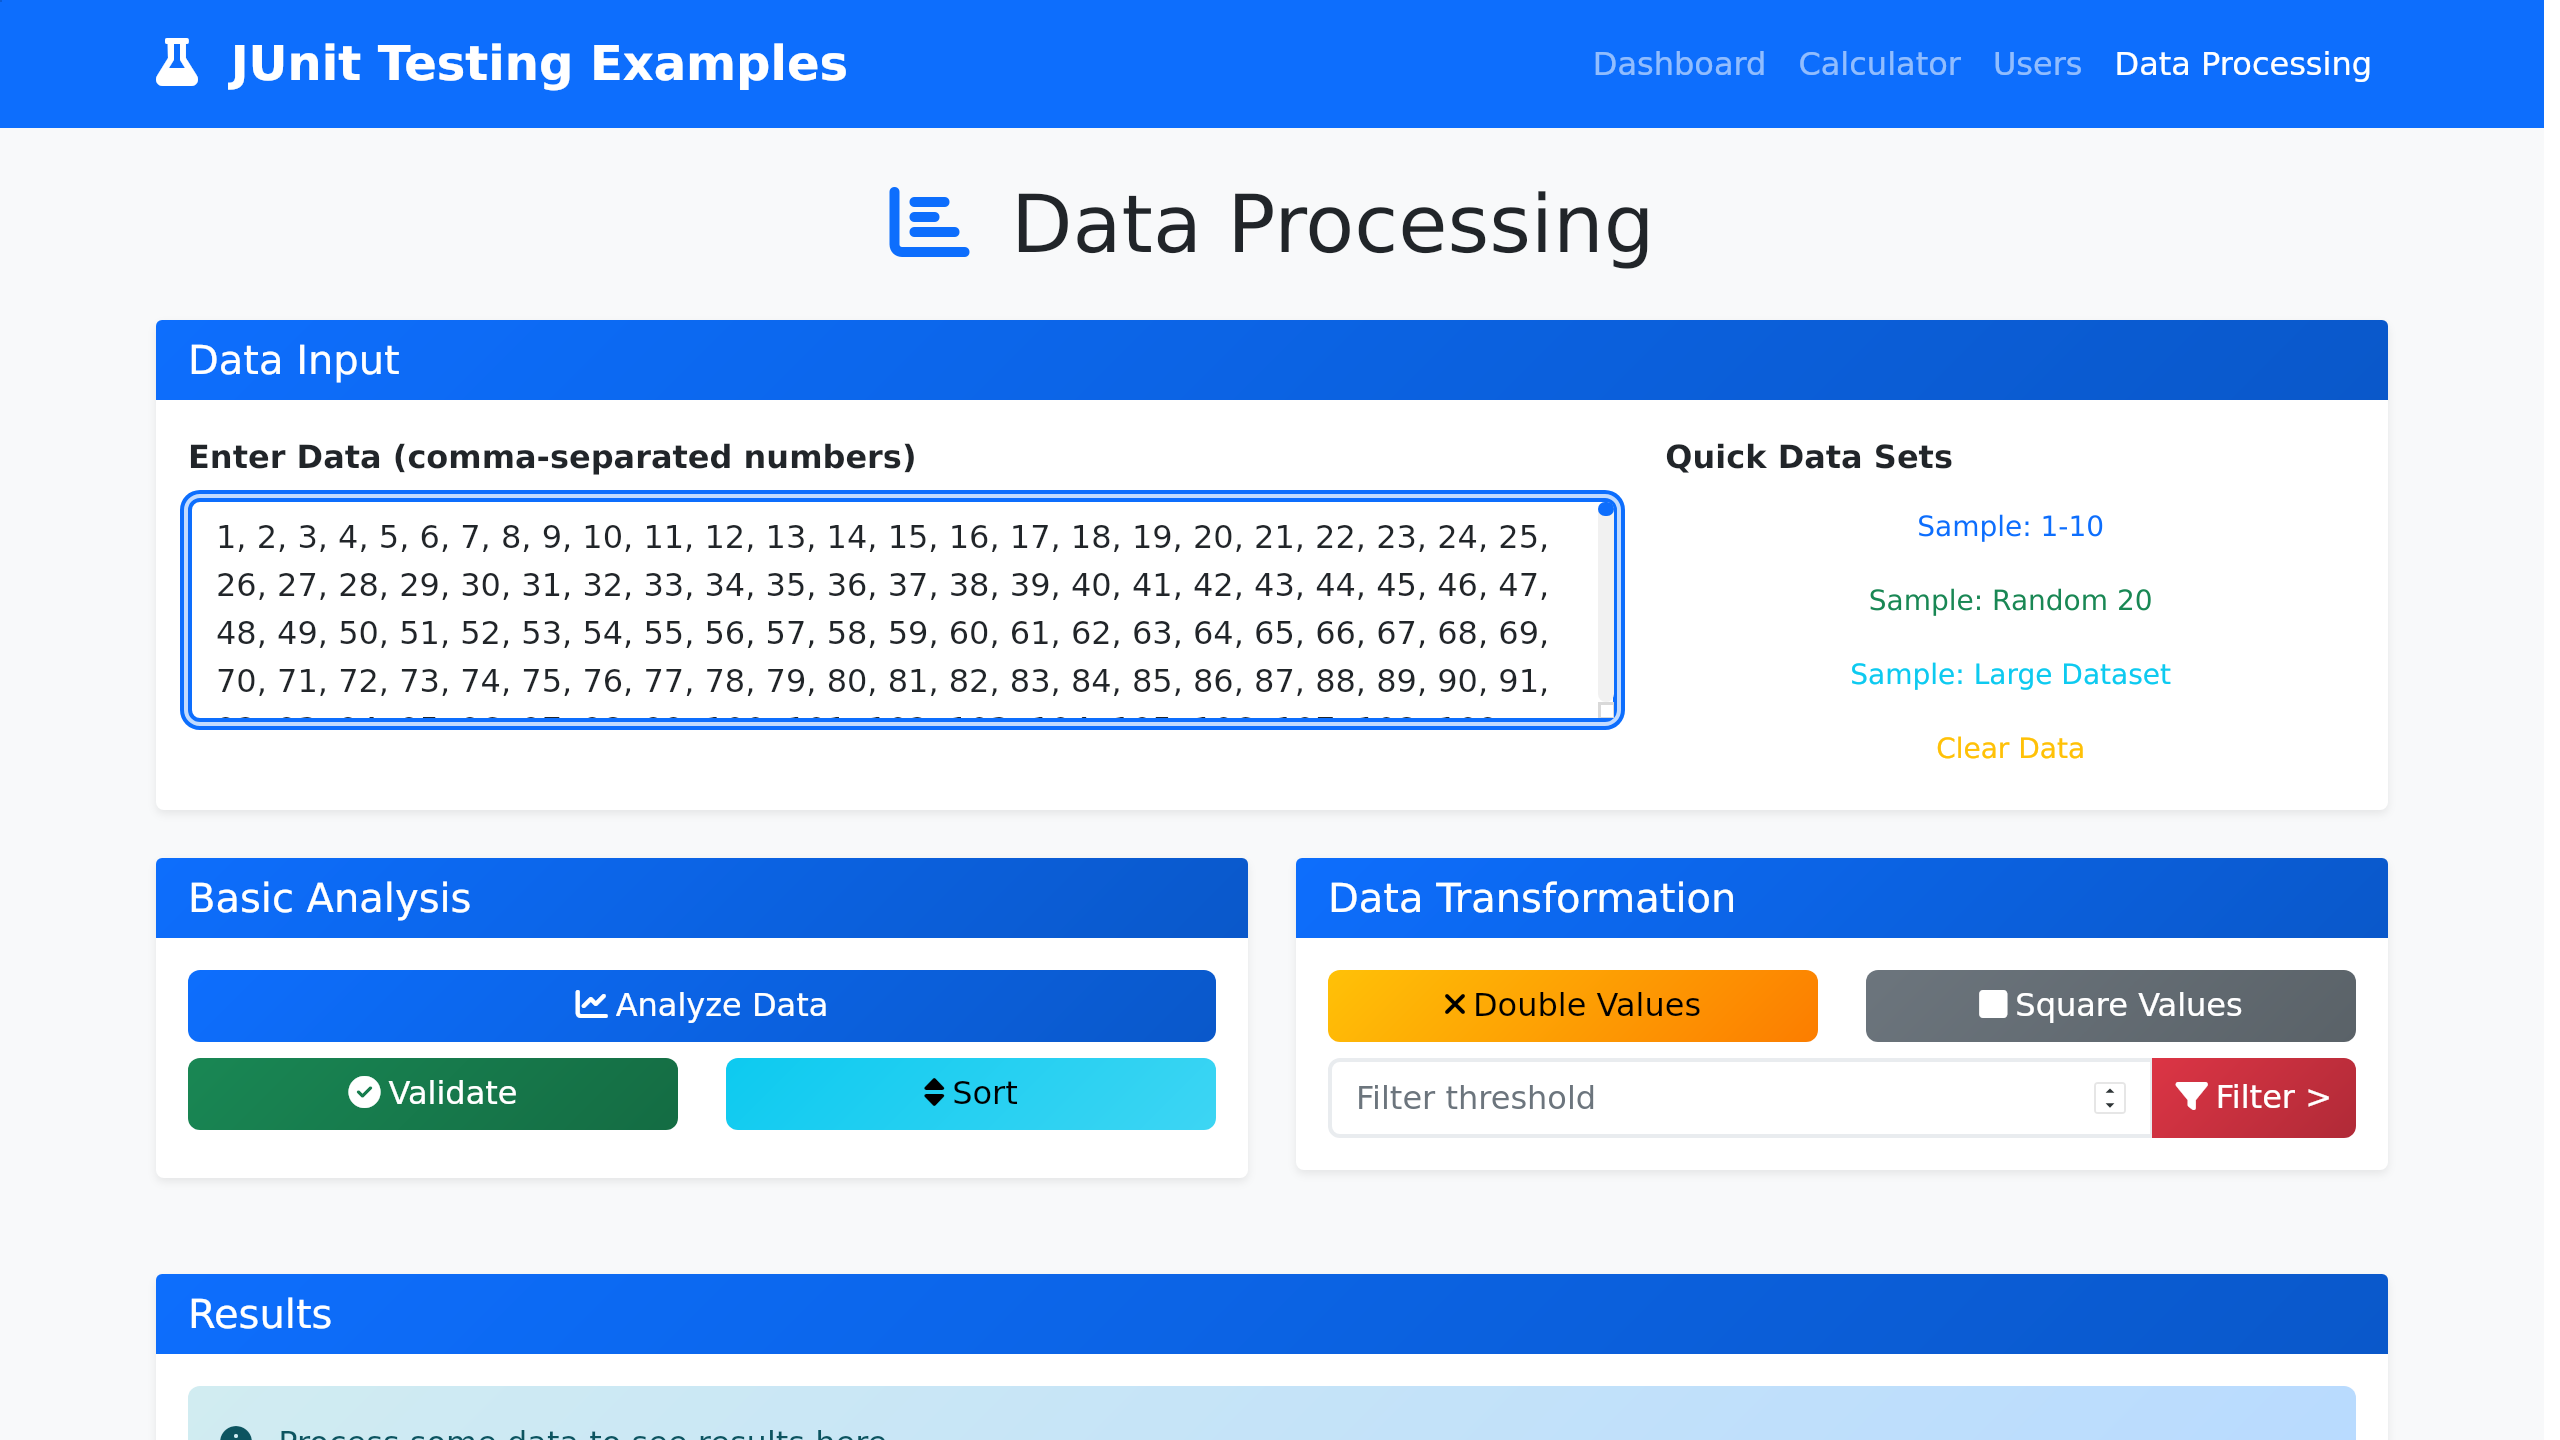 JUnit Testing Examples
Dashboard Calculator Users Data Processing
Data Processing
Data Input
Enter Data (comma-separated numbers)
1, 2, 3, 4, 5, 6, 7, 8, 9, 10, 11, 12, 13, 14, 15, 16, 17, 18, 19, 20, 21, 22, 23, 24, 25,
26, 27, 28, 29, 30, 31, 32, 33, 34, 35, 36, 37, 38, 39, 40, 41, 42, 43, 44, 45, 46, 47,
48, 49, 50, 51, 52, 53, 54, 55, 56, 57, 58, 59, 60, 61, 62, 63, 64, 65, 66, 67, 68, 69,
70, 71, 72, 73, 74, 75, 76, 77, 78, 79, 80, 81, 82, 83, 84, 85, 86, 87, 88, 89, 90, 91,
Quick Data Sets
Sample: 1-10
Sample: Random 20
Sample: Large Dataset
Clear Data
Basic Analysis
Analyze Data
Validate
Sort
Data Transformation
Double Values
Square Values
Filter threshold
Filter >
Results
Process some data to see results here